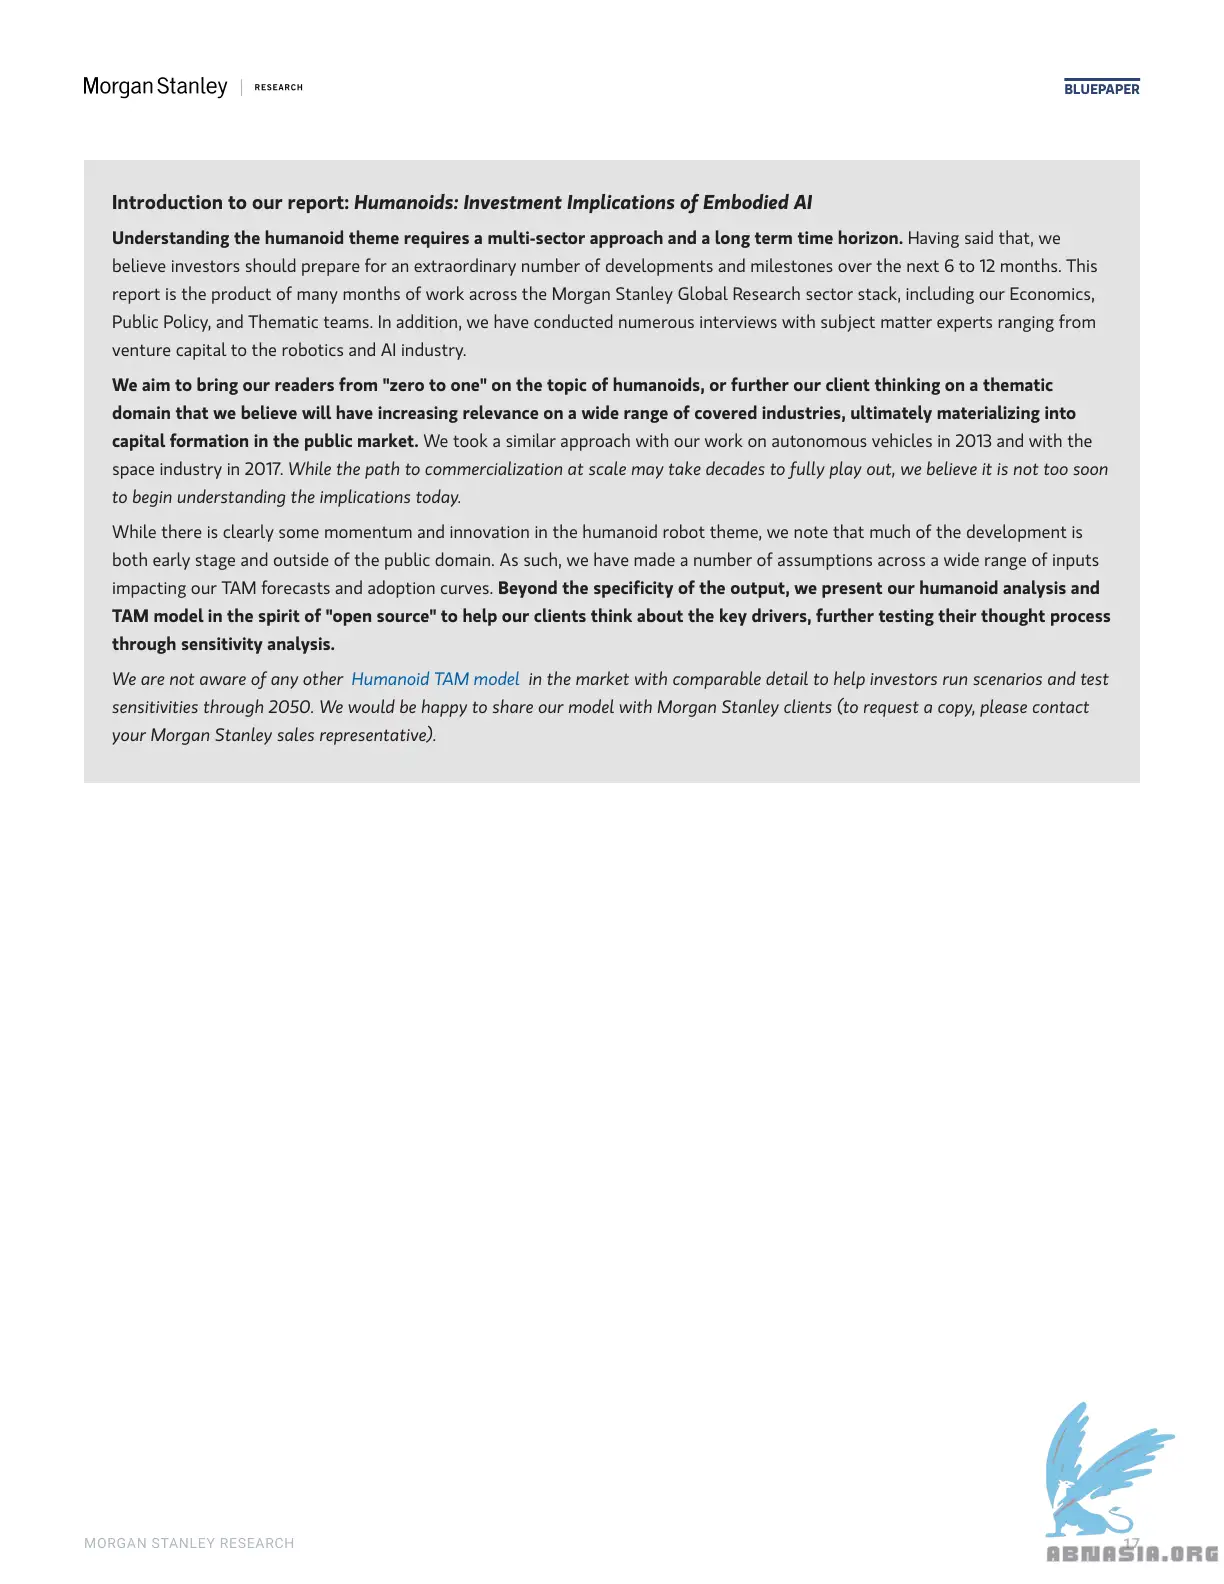 Morgan Stanley | RESEARCH
BLUEPAPER
Introduction to our report: Humanoids: Investment Implications of Embodied AI
Understanding the humanoid theme requires a multi-sector approach and a long term time horizon. Having said that, we
believe investors should prepare for an extraordinary number of developments and milestones over the next 6 to 12 months. This
report is the product of many months of work across the Morgan Stanley Global Research sector stack, including our Economics,
Public Policy, and Thematic teams. In addition, we have conducted numerous interviews with subject matter experts ranging from
venture capital to the robotics and AI industry.
We aim to bring our readers from "zero to one" on the topic of humanoids, or further our client thinking on a thematic
domain that we believe will have increasing relevance on a wide range of covered industries, ultimately materializing into
capital formation in the public market. We took a similar approach with our work on autonomous vehicles in 2013 and with the
space industry in 2017. While the path to commercialization at scale may take decades to fully play out, we believe it is not too soon
to begin understanding the implications today.
While there is clearly some momentum and innovation in the humanoid robot theme, we note that much of the development is
both early stage and outside of the public domain. As such, we have made a number of assumptions across a wide range of inputs
impacting our TAM forecasts and adoption curves. Beyond the specificity of the output, we present our humanoid analysis and
TAM model in the spirit of "open source" to help our clients think about the key drivers, further testing their thought process
through sensitivity analysis.
We are not aware of any other Humanoid TAM model in the market with comparable detail to help investors run scenarios and test
sensitivities through 2050. We would be happy to share our model with Morgan Stanley clients (to request a copy, please contact
your Morgan Stanley sales representative).
MORGAN STANLEY RESEARCH
17
ABNASIA.ORG